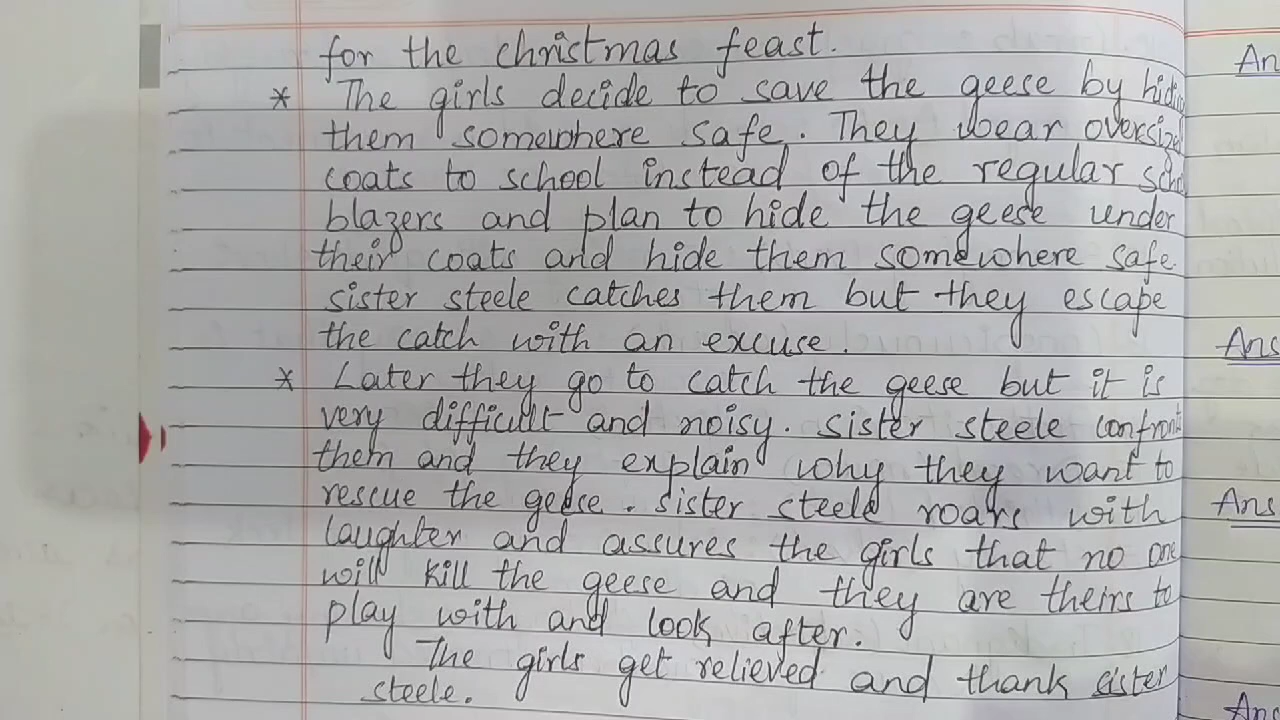 for the christmas feast.
* The girls decide to save the geese by hiding
them somewhere safe. They wear oversized
coats to school instead of the regular
blazers and plan to hide the geese under
their coats and hide them somewhere safe
sister steele catches them but they escape
the catch with an excuse.
* Later they go to catch the geese but it is
very difficult and noisy. sister steele confront
them and they explain why they want to
rescue the geese. sister steele roars with
laughter and assures the girls that no one
will kill the geese and they are theirs to
play with and look after.
The girls get relieved and thank sister
steele.
An
Ans
Ans
Ans